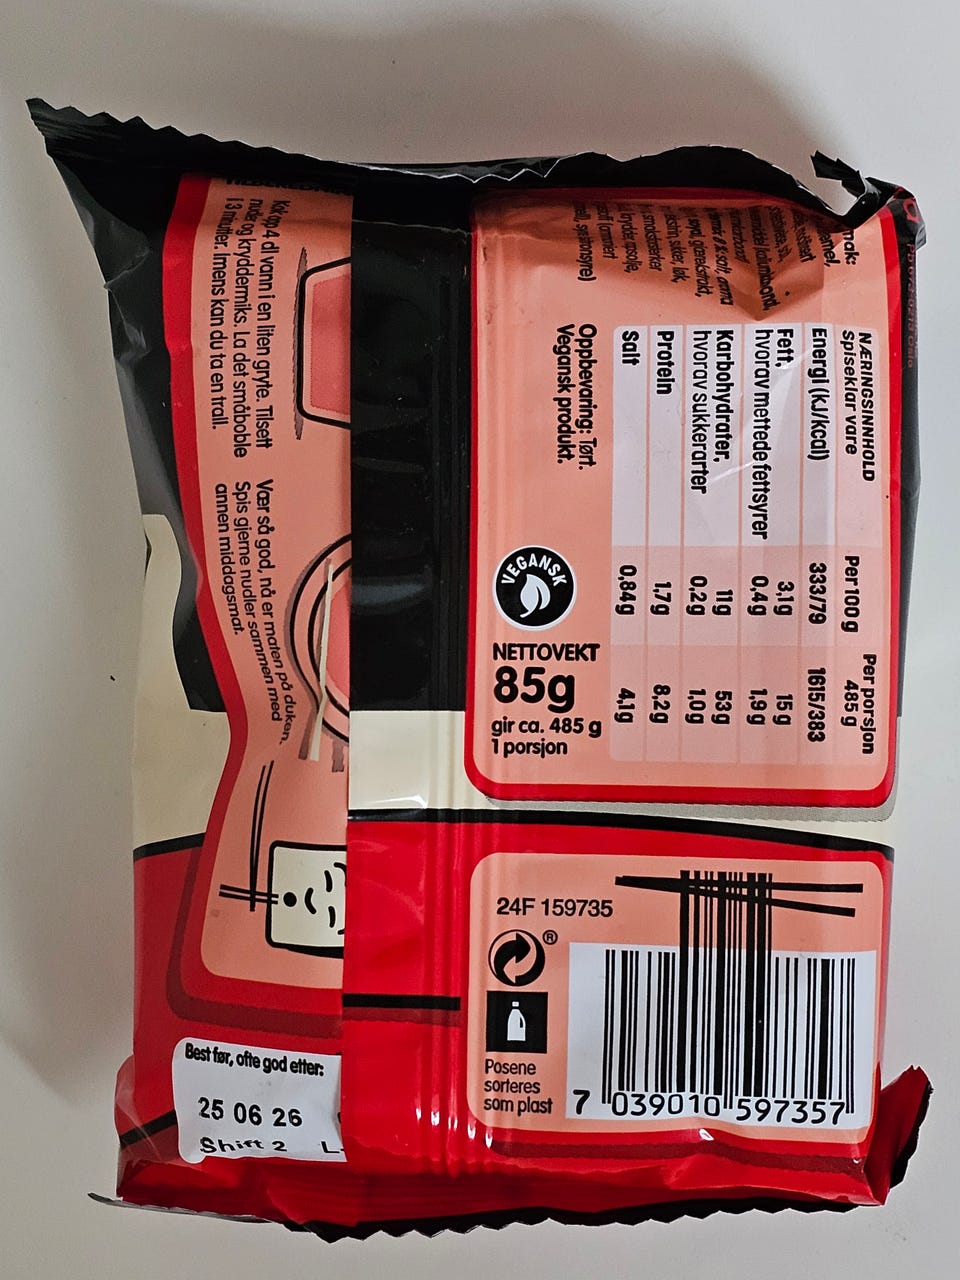 Kok opp 4 dl vann i en liten gryte. Tilsett
nudler og kryddermiks. La det småboble
i 3 minutter. Imens kan du ta en trall.
Vær så god, nå er maten på duken.
Spis gjerne nudler sammen med
annen middagsmat.
NÆRINGSINNHOLD
Spiseklar vare
Per 100 g
Per porsjon
485 g
Energi (kJ/kcal) 333/79 1615/383
Fett, 3,1g 15 g
hvorav mettede fettsyrer 0,4g 1,9 g
Karbohydrater, 11g 53 g
hvorav sukkerarter 0,2g 1,0 g
Protein 1,7g 8,2 g
Salt 0,84g 4,1g
Oppbevaring: Tørt.
Vegansk produkt.
VEGANSK
NETTOVEKT
85g
gir ca. 485 g
1 porsjon
24F 159735
®
Posene
sorteres
som plast
7 039010 597357
Best før, ofte god etter:
25 06 26
Shift 2 L